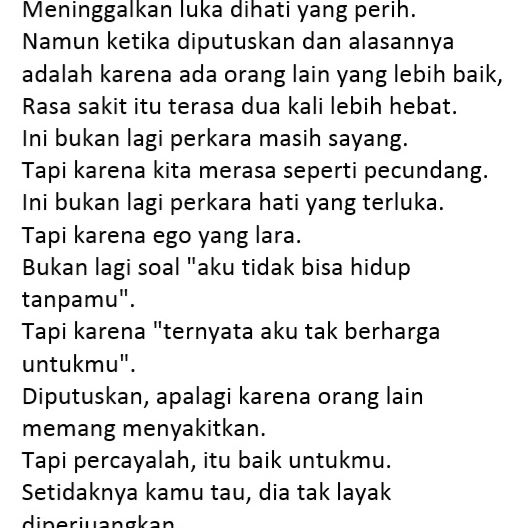 Meninggalkan luka dihati yang perih.
Namun ketika diputuskan dan alasannya
adalah karena ada orang lain yang lebih baik,
Rasa sakit itu terasa dua kali lebih hebat.
Ini bukan lagi perkara masih sayang.
Tapi karena kita merasa seperti pecundang.
Ini bukan lagi perkara hati yang terluka.
Tapi karena ego yang lara.
Bukan lagi soal "aku tidak bisa hidup
tanpamu".
Tapi karena "ternyata aku tak berharga
untukmu".
Diputuskan, apalagi karena orang lain
memang menyakitkan.
Tapi percayalah, itu baik untukmu.
Setidaknya kamu tau, dia tak layak
diperjuangkan.